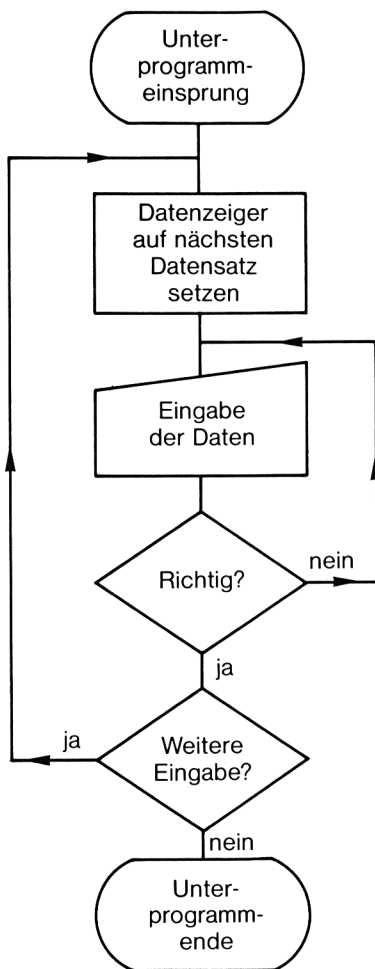 Unter-
programm-
einsprung
Datenzeiger
auf nächsten
Datensatz
setzen
Eingabe
der Daten
Richtig?
nein
ja
ja
Weitere
Eingabe?
nein
Unter-
programm-
ende